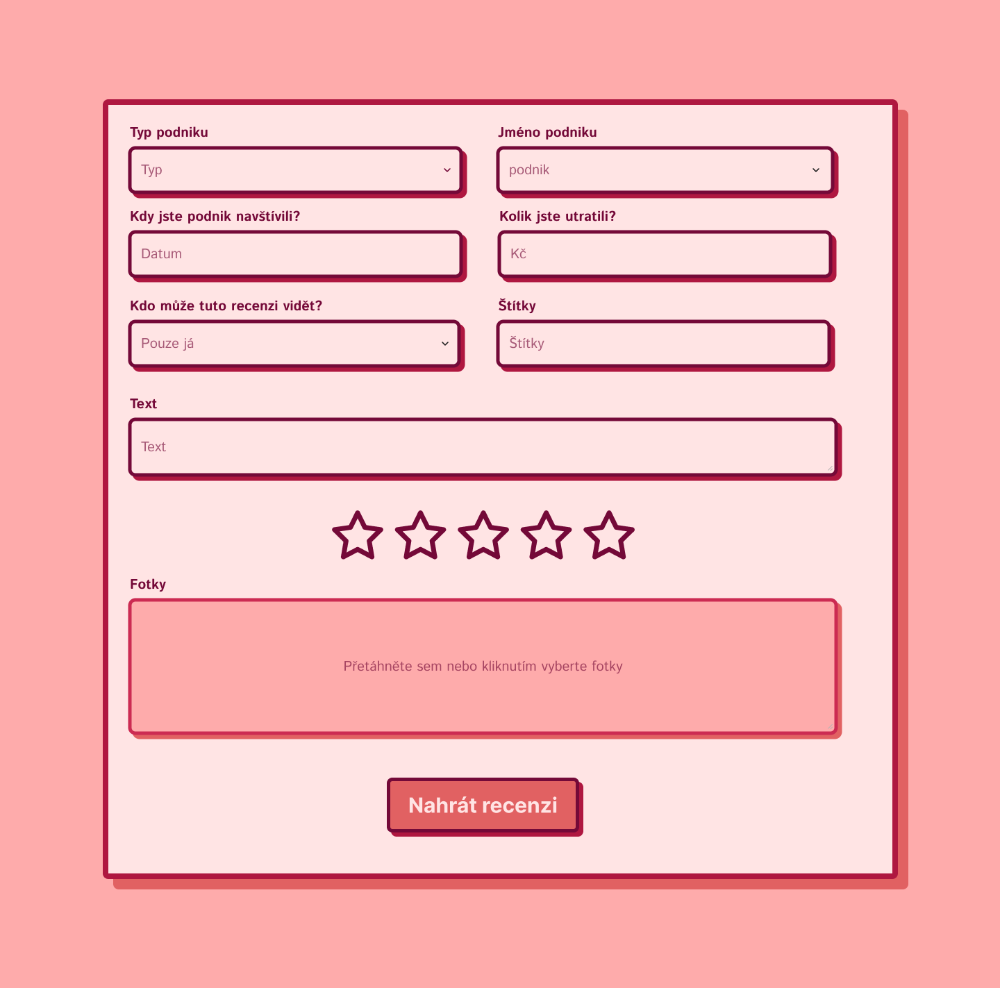 Typ podniku
Jméno podniku
Typ
podnik
Kdy jste podnik navštívili?
Kolik jste utratili?
Datum
Kč
Kdo může tuto recenzi vidět?
Štítky
Pouze já
Štítky
Text
Text
Fotky
Přetáhněte sem nebo kliknutím vyberte fotky
Nahrát recenzi